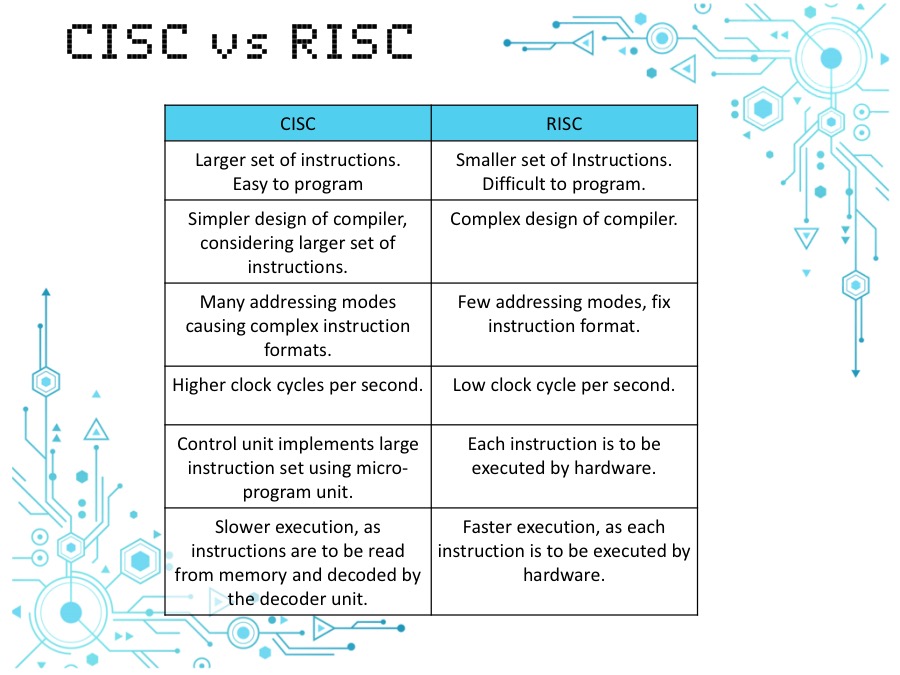 CISC vs RISC
CISC
RISC
Larger set of instructions.
Easy to program
Smaller set of Instructions.
Difficult to program.
Simpler design of compiler,
considering larger set of
instructions.
Complex design of compiler.
Many addressing modes
causing complex instruction
formats.
Few addressing modes, fix
instruction format.
Higher clock cycles per second.
Low clock cycle per second.
Control unit implements large
instruction set using micro-
program unit.
Each instruction is to be
executed by hardware.
Slower execution, as
instructions are to be read
from memory and decoded by
the decoder unit.
Faster execution, as each
instruction is to be executed by
hardware.